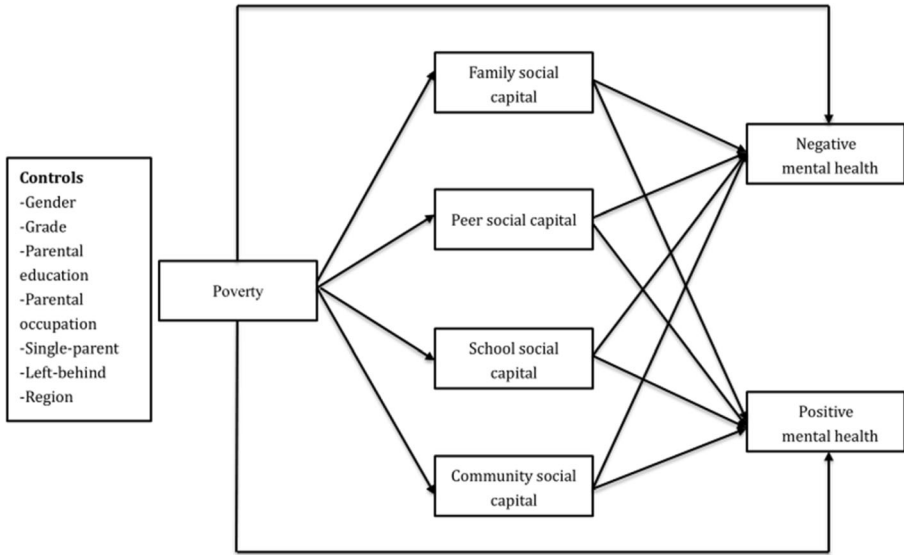 Controls
-Gender
-Grade
-Parental
education
-Parental
occupation
-Single-parent
-Left-behind
-Region
Poverty
Family social
capital
Peer social capital
School social
capital
Community social
capital
Negative
mental health
Positive
mental health